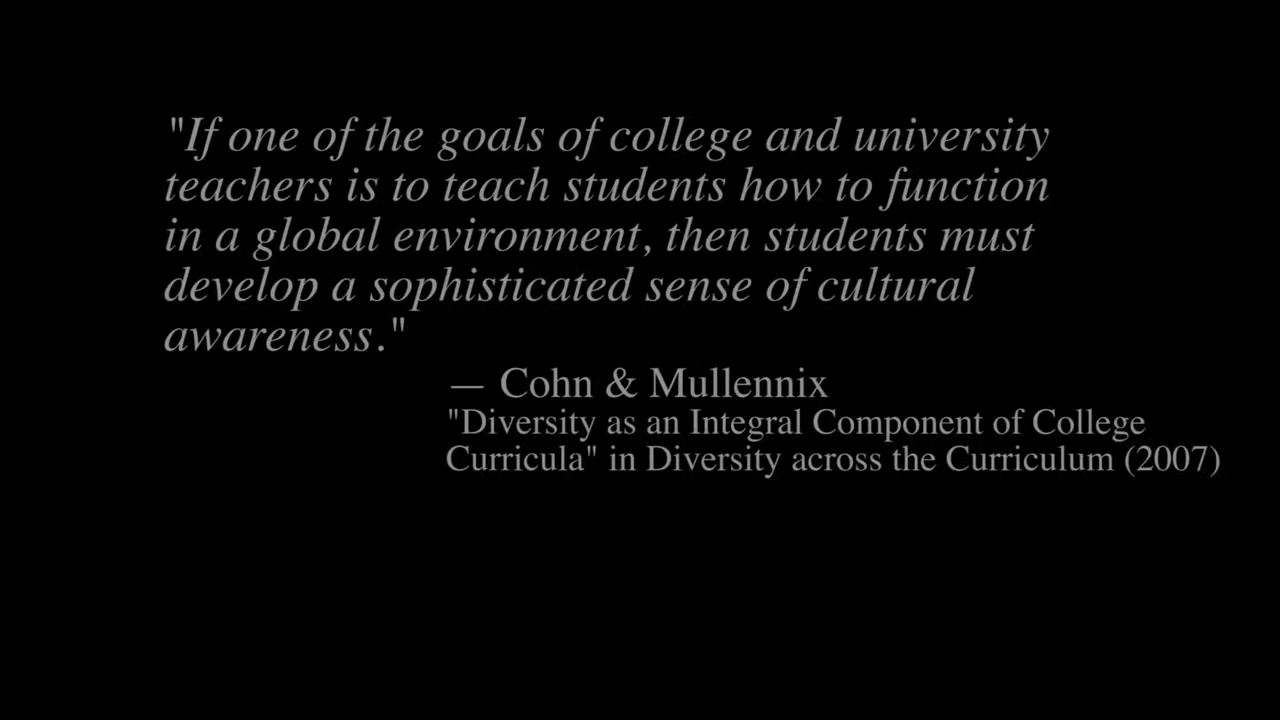 "If one of the goals of college and university
teachers is to teach students how to function
in a global environment, then students must
develop a sophisticated sense of cultural
awareness."
— Cohn & Mullennix
"Diversity as an Integral Component of College
Curricula" in Diversity across the Curriculum (2007)